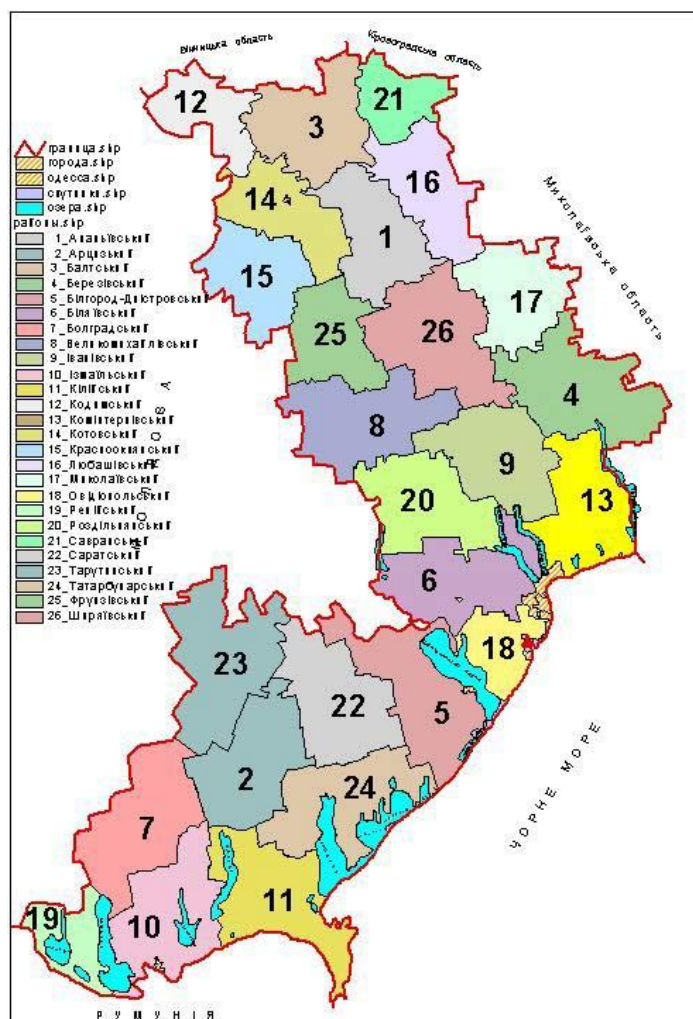 Вінницька область
Кіровоградська область
Миколаївська область
граница.shp
города.shp
одесса.shp
спутники.shp
озера.shp
районы.shp
1_Ананьївський
2_Арцизський
3_Балтський
4_Березівський
5_Білгород-Дністровський
6_Біляївський
7_Болградський
8_Великомихайлівський
9_Іванівський
10_Ізмаїльський
11_Кілійський
12_Кодимський
13_Комінтернівський
14_Котовський
15_Красноокнянський
16_Любашівський
17_Миколаївський
18_Овідіопольський
19_Ренійський
20_Роздільнянський
21_Савранський
22_Саратський
23_Тарутинський
24_Татарбунарський
25_Фрунзівський
26_Ширяївський
12
3
21
16
14
1
15
17
25
26
4
8
9
20
13
6
18
23
22
5
2
24
7
11
19
10
ЧОРНЕ МОРЕ
РУМУНІЯ